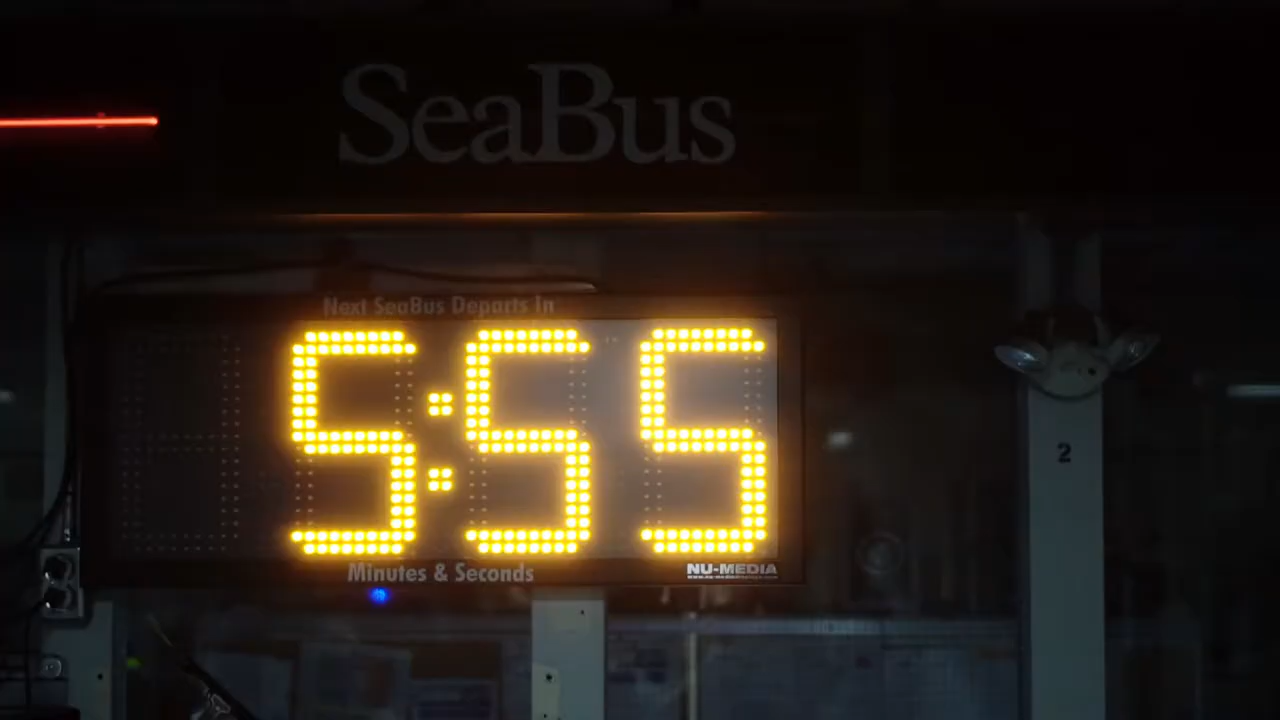 SeaBus
Next SeaBus Departs In
5:55
Minutes & Seconds
NU-MEDIA
2